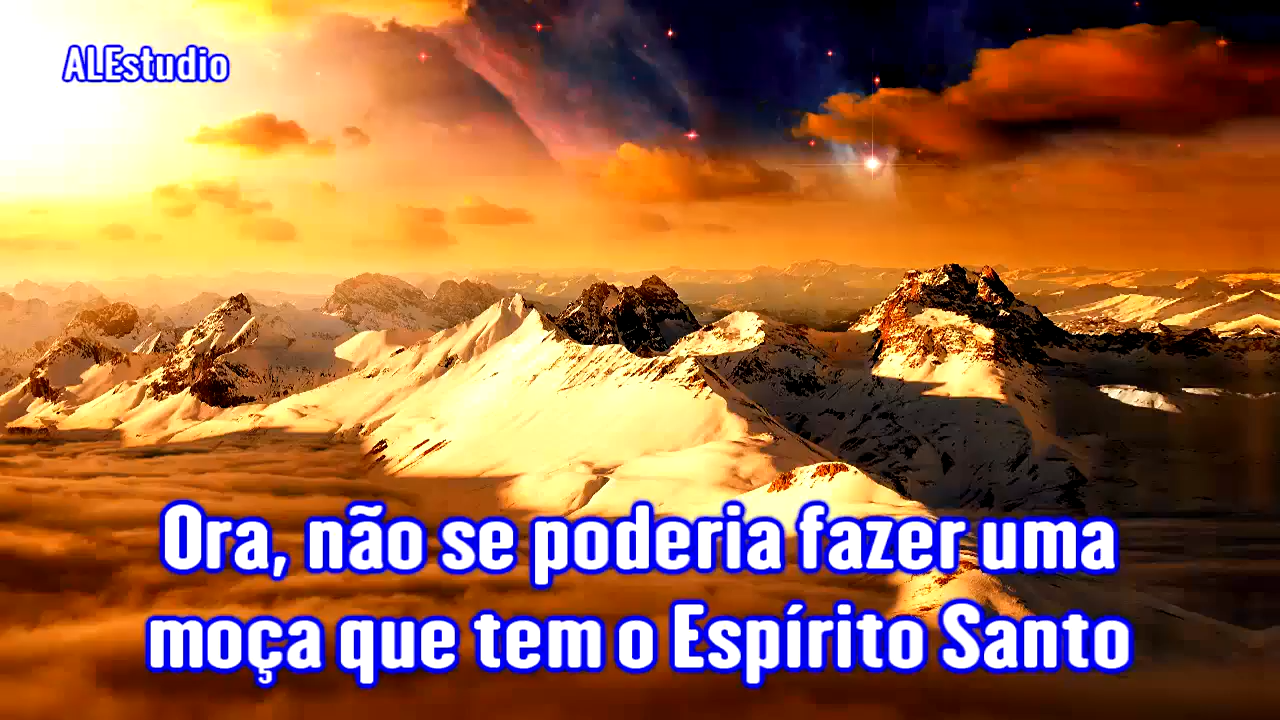 ALEstudio
Ora, não se poderia fazer uma
moça que tem o Espírito Santo